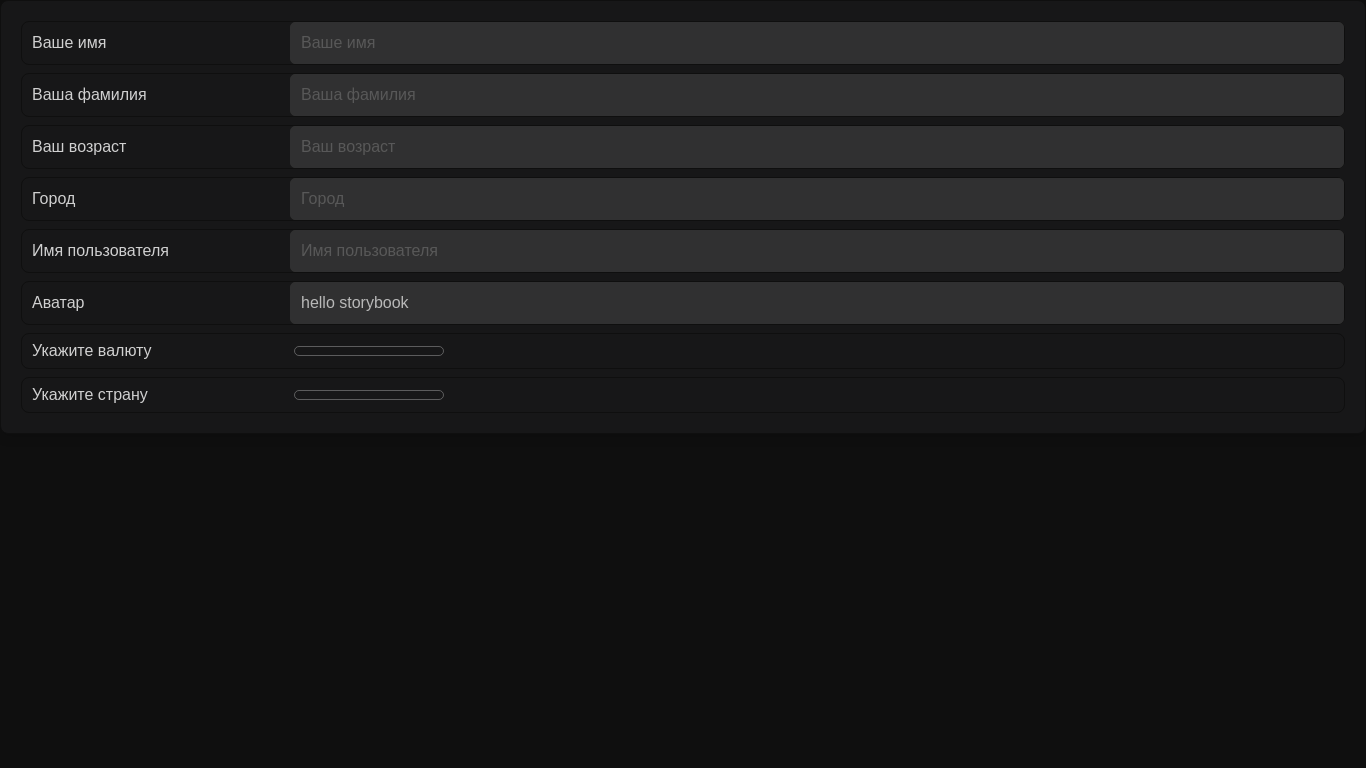 Ваше имя Ваше имя
Ваша фамилия Ваша фамилия
Ваш возраст Ваш возраст
Город Город
Имя пользователя Имя пользователя
Аватар hello storybook
Укажите валюту
Укажите страну